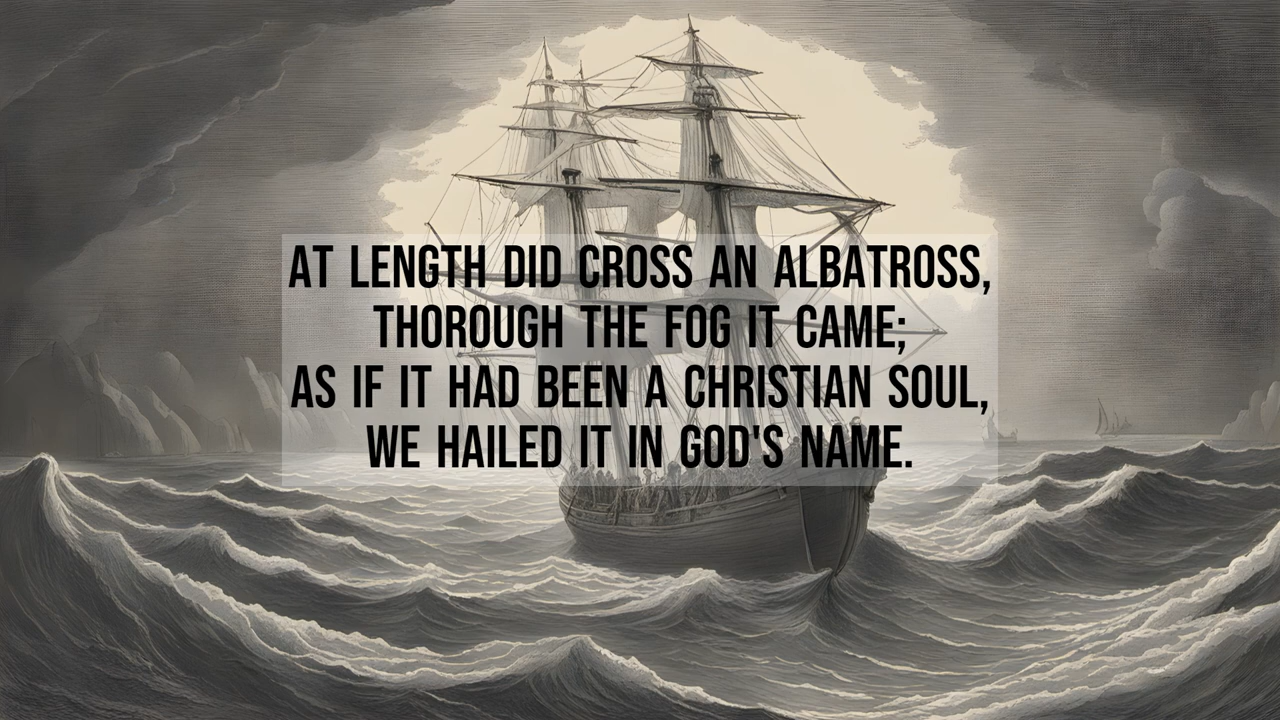 AT LENGTH DID CROSS AN ALBATROSS,
THOROUGH THE FOG IT CAME;
AS IF IT HAD BEEN A CHRISTIAN SOUL,
WE HAILED IT IN GOD'S NAME.